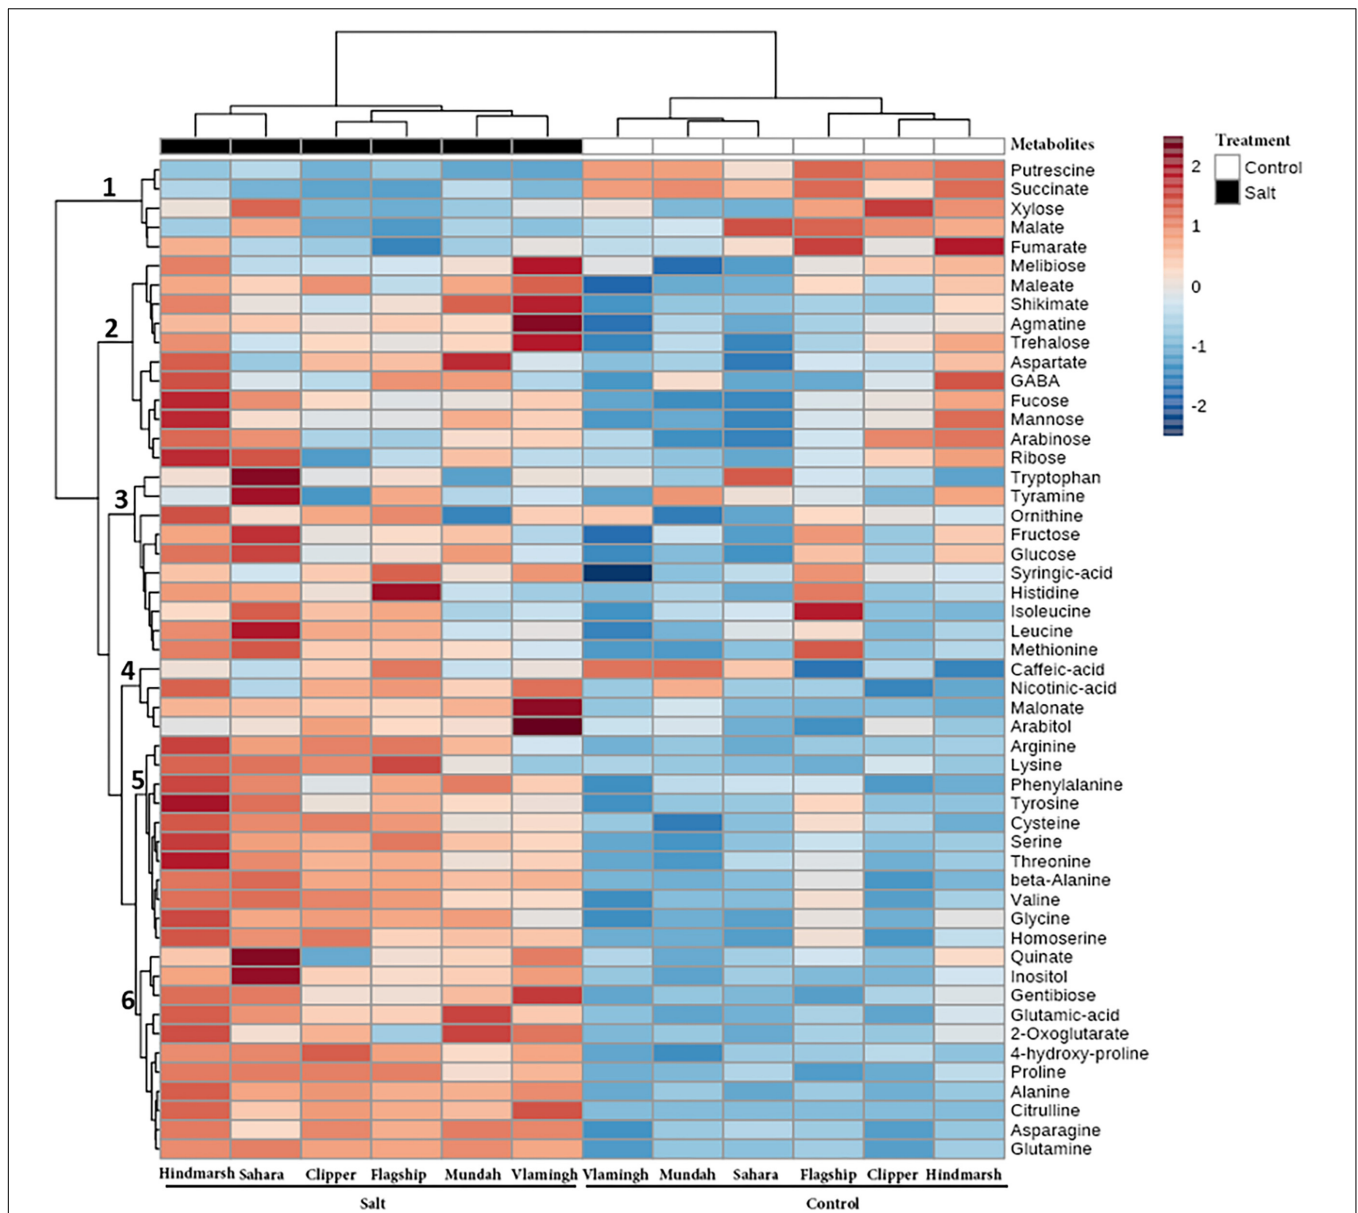 Metabolites
Putrescine
Succinate
Xylose
Malate
Fumarate
Melibiose
Maleate
Shikimate
Agmatine
Trehalose
Aspartate
GABA
Fucose
Mannose
Arabinose
Ribose
Tryptophan
Tyramine
Ornithine
Fructose
Glucose
Syringic-acid
Histidine
Isoleucine
Leucine
Methionine
Caffeic-acid
Nicotinic-acid
Malonate
Arabitol
Arginine
Lysine
Phenylalanine
Tyrosine
Cysteine
Serine
Threonine
beta-Alanine
Valine
Glycine
Homoserine
Quinate
Inositol
Gentibiose
Glutamic-acid
2-Oxoglutarate
4-hydroxy-proline
Proline
Alanine
Citrulline
Asparagine
Glutamine
1
2
3
4
5
6
2
1
0
-1
-2
Treatment
Control
Salt
Hindmarsh Sahara Clipper Flagship Mundah Vlamingh Vlamingh Mundah Sahara Flagship Clipper Hindmarsh
Salt Control